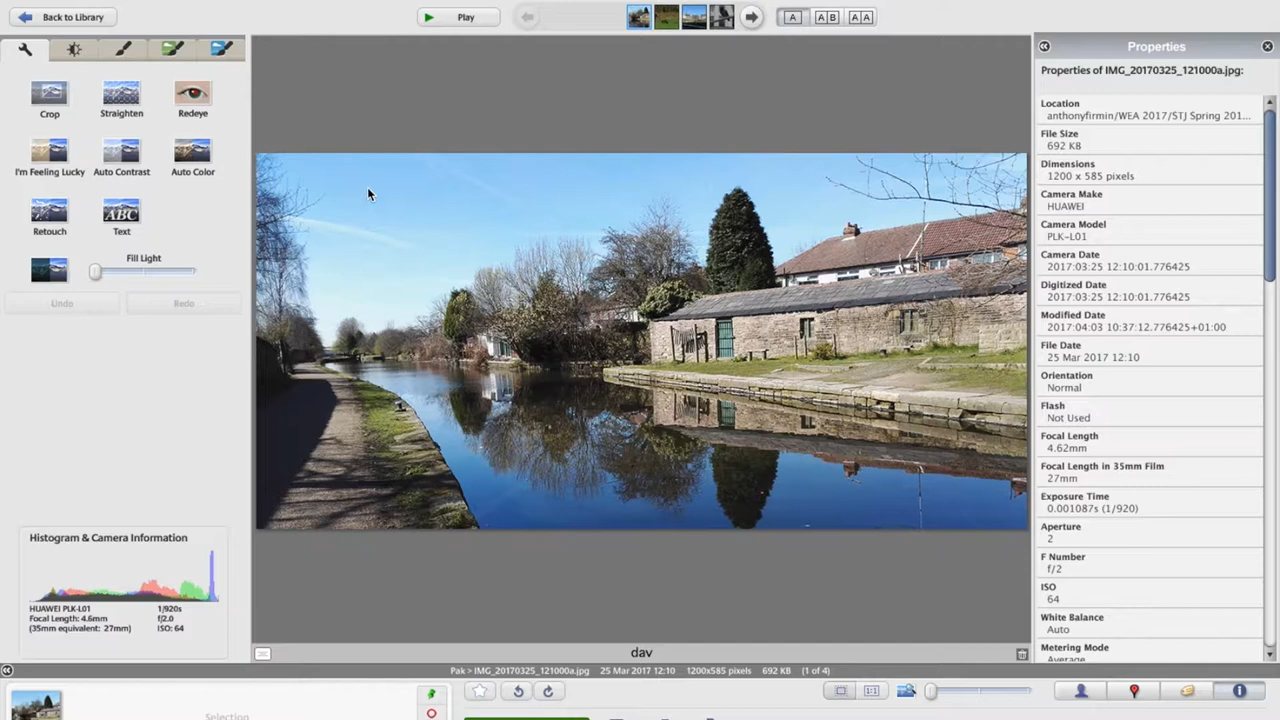 Back to Library
Play
A
A B
A A
Properties
Properties of IMG_20170325_121000a.jpg:
Crop
Straighten
Redeye
I'm Feeling Lucky
Auto Contrast
Auto Color
Retouch
ABC
Text
Fill Light
Undo
Redo
Location
anthonyfirmin/WEA 2017/STJ Spring 201...
File Size
692 KB
Dimensions
1200 x 585 pixels
Camera Make
HUAWEI
Camera Model
PLK-L01
Camera Date
2017:03:25 12:10:01.776425
Digitized Date
2017:03:25 12:10:01.776425
Modified Date
2017:04:03 10:37:12.776425+01:00
File Date
25 Mar 2017 12:10
Orientation
Normal
Flash
Not Used
Focal Length
4.62mm
Focal Length in 35mm Film
27mm
Exposure Time
0.001087s (1/920)
Aperture
2
F Number
f/2
ISO
64
White Balance
Auto
Metering Mode
Average
Histogram & Camera Information
HUAWEI PLK-L01 1/920s
Focal Length: 4.6mm f/2.0
(35mm equivalent: 27mm) ISO: 64
dav
Pak > IMG_20170325_121000a.jpg 25 Mar 2017 12:10 1200x585 pixels 692 KB (1 of 4)
Selection
1:1